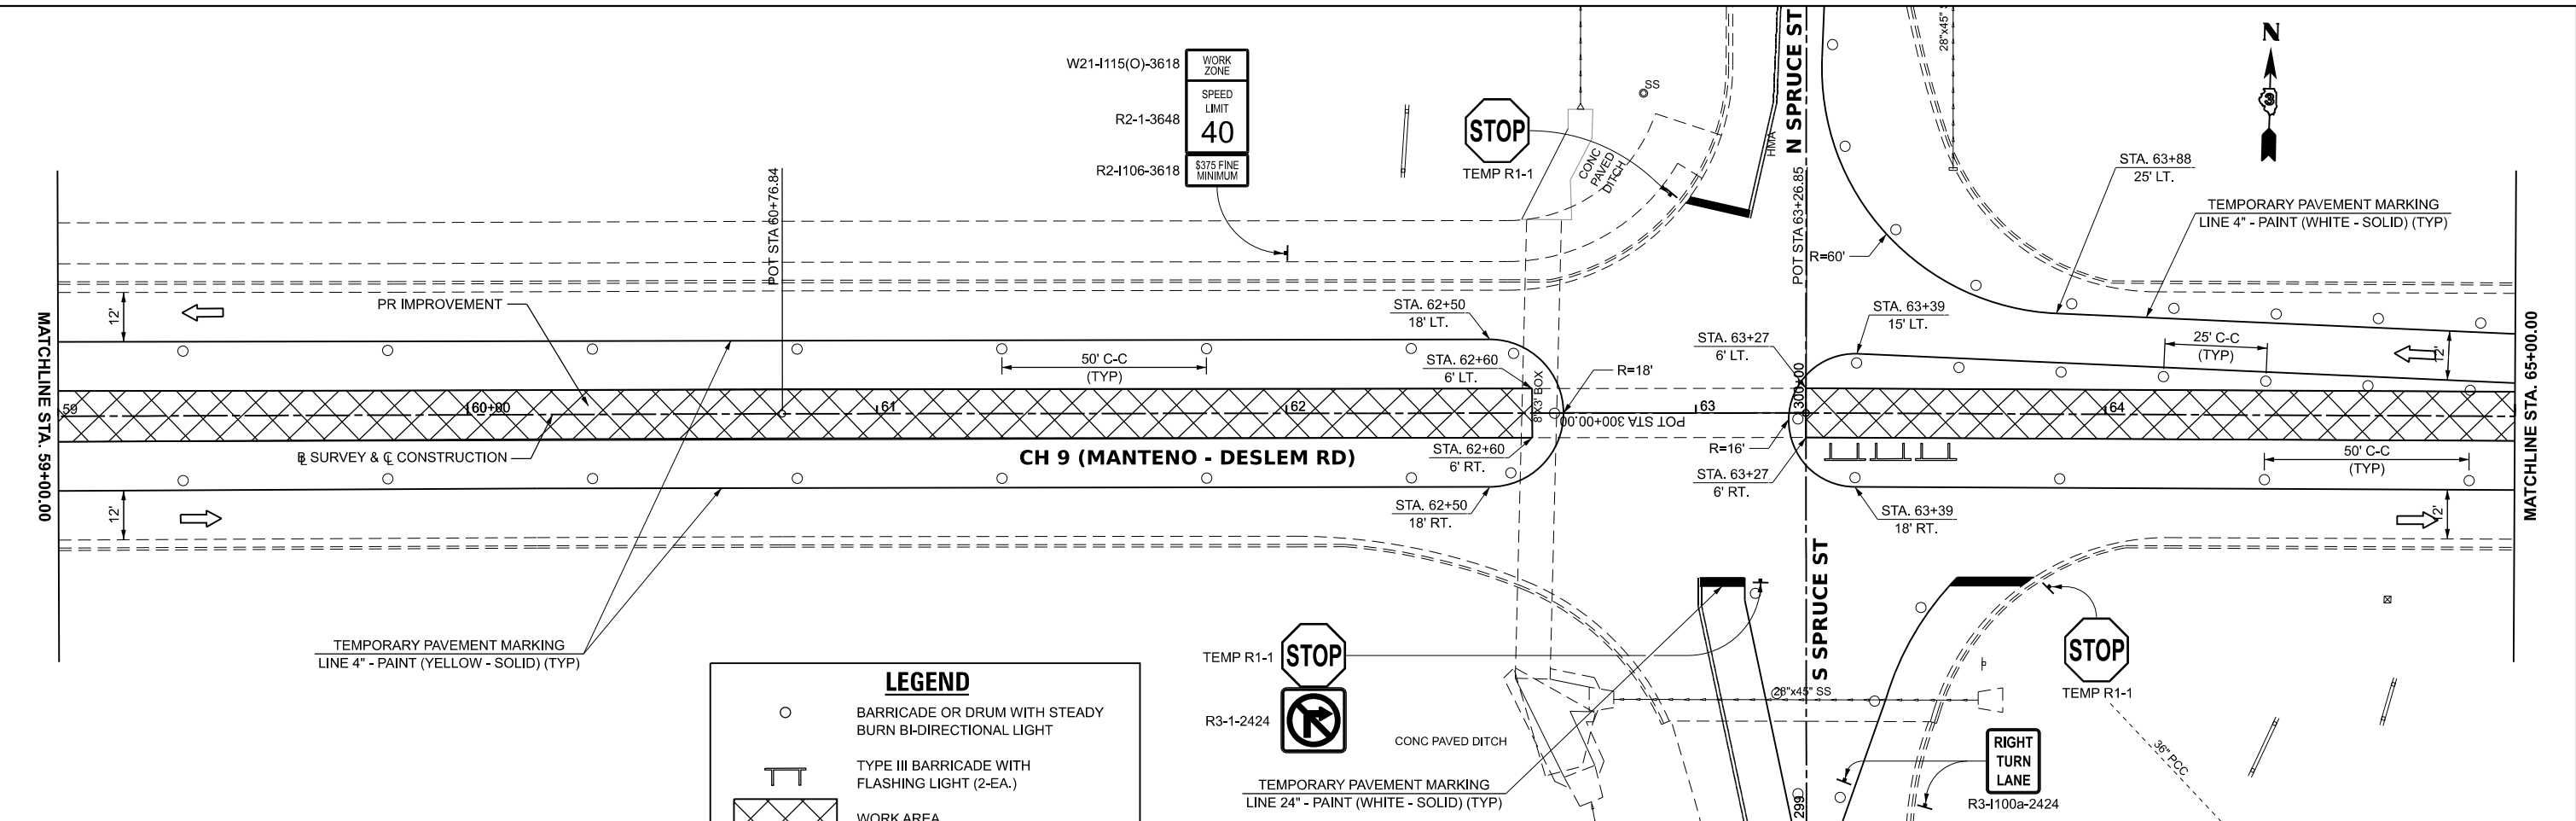 W21-I115(O)-3618
WORK
ZONE
R2-1-3648
SPEED
LIMIT
40
R2-I106-3618
$375 FINE
MINIMUM
STOP
TEMP R1-1
SS
CONC
PAVED
DITCH
HMA
N SPRUCE ST
28"x45" S
N
3
STA. 63+88
25' LT.
TEMPORARY PAVEMENT MARKING
LINE 4" - PAINT (WHITE - SOLID) (TYP)
R=60'
POT STA 60+76.84
POT STA 63+26.85
MATCHLINE STA. 59+00.00
12'
PR IMPROVEMENT
STA. 62+50
18' LT.
50' C-C
(TYP)
STA. 62+60
6' LT.
R=18'
STA. 63+27
6' LT.
STA. 63+39
15' LT.
25' C-C
(TYP)
12'
MATCHLINE STA. 65+00.00
59
60+00
61
62
8'X3' BOX
POT STA 300+00.00
63
300+00
64
℄ SURVEY & ℄ CONSTRUCTION
CH 9 (MANTENO - DESLEM RD)
STA. 62+60
6' RT.
R=16'
STA. 63+27
6' RT.
50' C-C
(TYP)
12'
STA. 62+50
18' RT.
STA. 63+39
18' RT.
12'
TEMPORARY PAVEMENT MARKING
LINE 4" - PAINT (YELLOW - SOLID) (TYP)
LEGEND
BARRICADE OR DRUM WITH STEADY
BURN BI-DIRECTIONAL LIGHT
TYPE III BARRICADE WITH
FLASHING LIGHT (2-EA.)
WORK AREA
TEMP R1-1
STOP
R3-1-2424
CONC PAVED DITCH
TEMPORARY PAVEMENT MARKING
LINE 24" - PAINT (WHITE - SOLID) (TYP)
S SPRUCE ST
28"x45" SS
299
STOP
TEMP R1-1
RIGHT
TURN
LANE
R3-I100a-2424
36" PCC